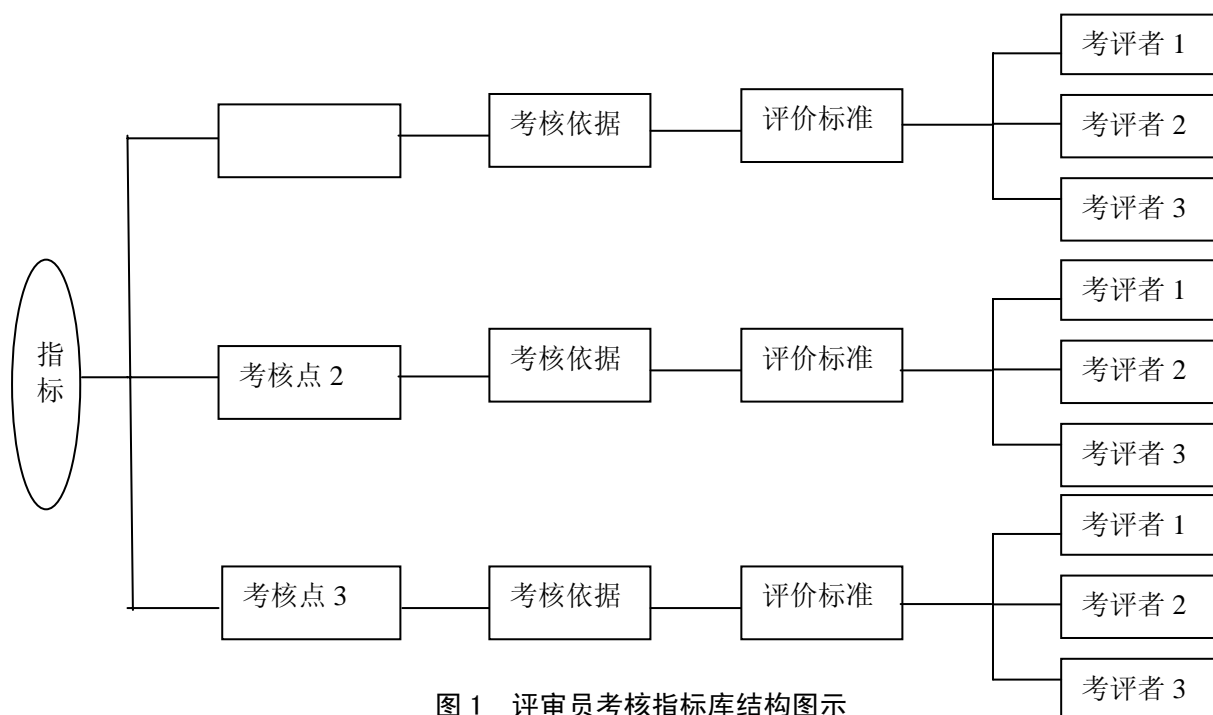 考评者 1
考核依据
评价标准
考评者 2
考评者 3
指
标
考评者 1
考核点 2
考核依据
评价标准
考评者 2
考评者 3
考评者 1
考核点 3
考核依据
评价标准
考评者 2
考评者 3
图 1 评审员考核指标库结构图示